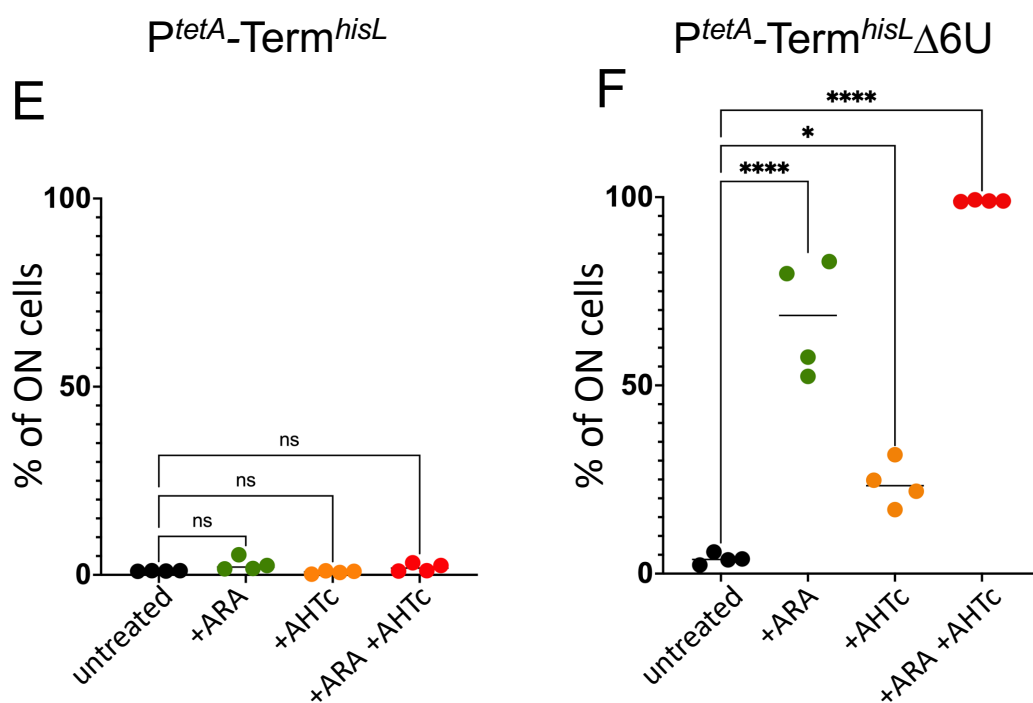 PtetA-TermhisL
E
% of ON cells
100
50
0
ns
ns
ns
untreated
+ARA
+AHTc
+ARA +AHTc
PtetA-TermhisLΔ6U
F
% of ON cells
100
50
0
****
*
****
untreated
+ARA
+AHTc
+ARA +AHTc